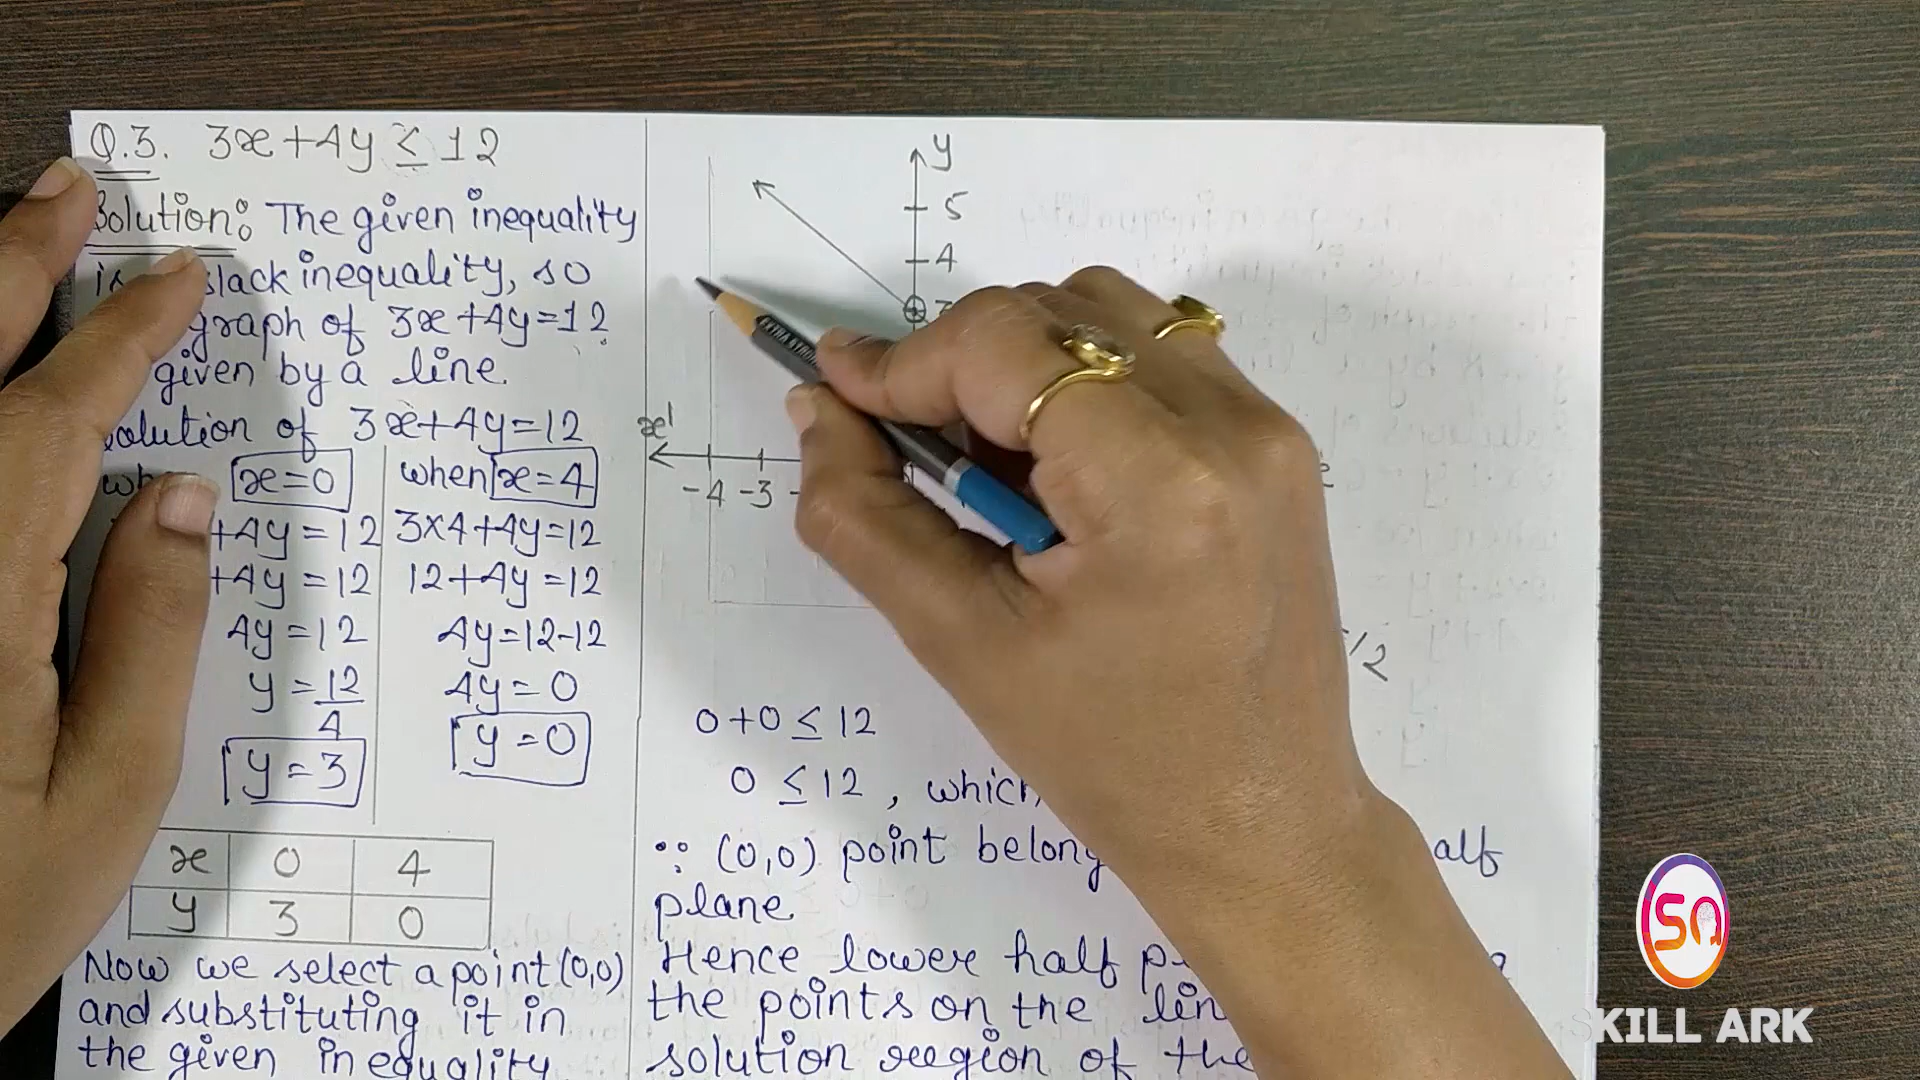 Q.3. 3x+4y ≤ 12
Solution: The given inequality
slack inequality, so
graph of 3x+4y=12
given by a line.
solution of 3x+4y=12
x=0
+4y=12
+4y=12
4y=12
y=12/4
y=3
when x=4
3×4+4y=12
12+4y=12
4y=12-12
4y=0
y=0
x 0 4
y 3 0
Now we select a point (0,0)
and substituting it in
the given inequality
y
5
4
x'
-4 -3
0+0 ≤ 12
0 ≤ 12, which
∵ (0,0) point belong alf
plane.
Hence lower half
the points on the
solution region of the
EXTRA
SKILL ARK